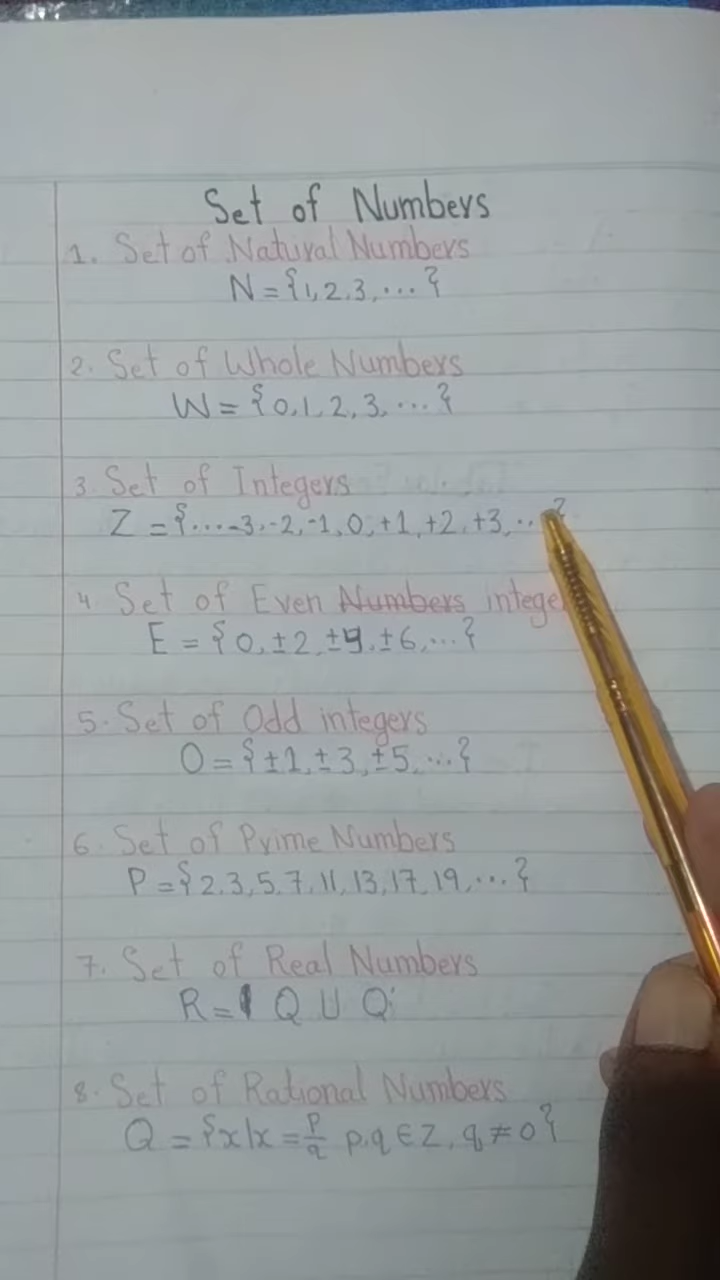 Set of Numbers
1. Set of Natural Numbers
N = {1, 2, 3, ... }
2. Set of Whole Numbers
W = { 0, 1, 2, 3, ... }
3. Set of Integers
Z = {.... -3, -2, -1, 0, +1, +2, +3, ... }
4. Set of Even Numbers intege
E = { 0, ±2, ±4, ±6, ... }
5. Set of Odd integers
O = { ±1, ±3, ±5, ... }
6. Set of Prime Numbers
P = { 2, 3, 5, 7, 11, 13, 17, 19, ... }
7. Set of Real Numbers
R = Q U Q'
8. Set of Rational Numbers
Q = { x | x = p/q p, q ∈ Z, q ≠ 0 }